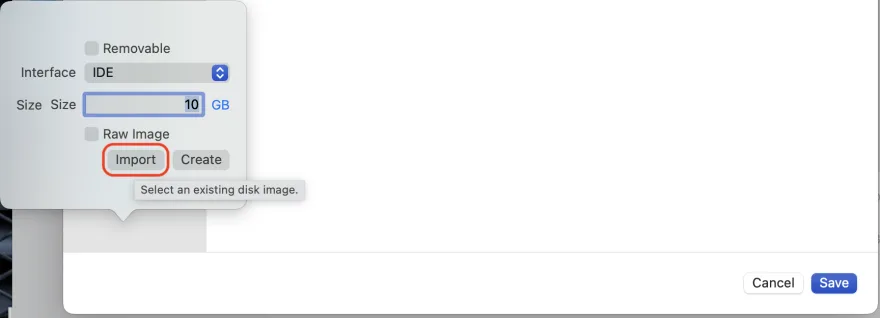 Removable
Interface IDE
Size Size 10 GB
Raw Image
Import Create
Select an existing disk image.
Cancel Save